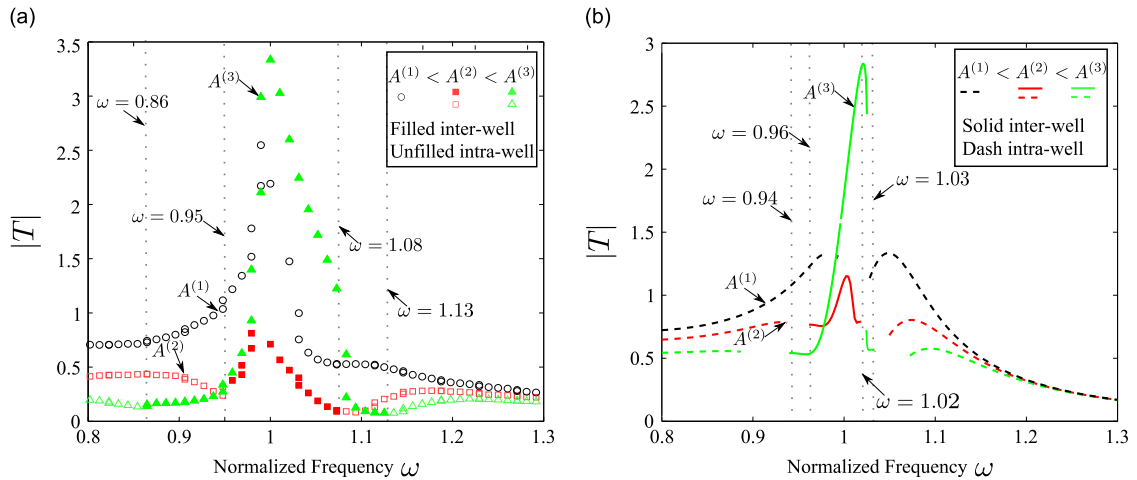 (a)
3.5
3
2.5
2
1.5
1
0.5
0
|T|
0.8
0.9
1
1.1
1.2
1.3
Normalized Frequency ω
A^(1) < A^(2) < A^(3)
Filled inter-well
Unfilled intra-well
A^(3)
ω = 0.86
ω = 0.95
ω = 1.08
ω = 1.13
A^(1)
A^(2)
(b)
3
2.5
2
1.5
1
0.5
0
|T|
0.8
0.9
1
1.1
1.2
1.3
Normalized Frequency ω
A^(1) < A^(2) < A^(3)
Solid inter-well
Dash intra-well
A^(3)
ω = 0.96
ω = 0.94
ω = 1.03
A^(1)
A^(2)
ω = 1.02